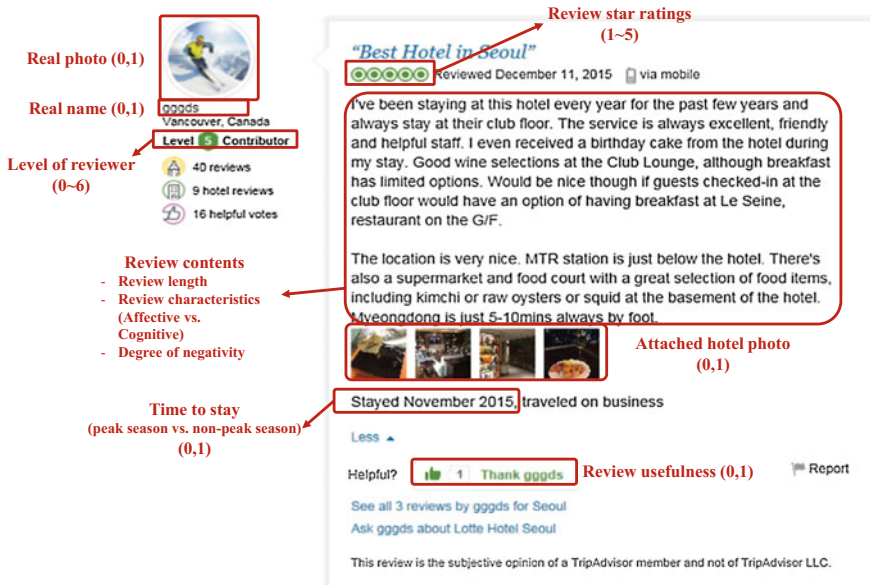 Review star ratings
(1~5)
Real photo (0,1)
"Best Hotel in Seoul"
Reviewed December 11, 2015 via mobile
Real name (0,1)
gggds
Vancouver, Canada
Level 5 Contributor
Level of reviewer
(0~6)
40 reviews
9 hotel reviews
16 helpful votes
I've been staying at this hotel every year for the past few years and
always stay at their club floor. The service is always excellent, friendly
and helpful staff. I even received a birthday cake from the hotel during
my stay. Good wine selections at the Club Lounge, although breakfast
has limited options. Would be nice though if guests checked-in at the
club floor would have an option of having breakfast at Le Seine,
restaurant on the G/F.
The location is very nice. MTR station is just below the hotel. There's
also a supermarket and food court with a great selection of food items,
including kimchi or raw oysters or squid at the basement of the hotel.
Myeongdong is just 5-10mins always by foot.
Review contents
- Review length
- Review characteristics
(Affective vs.
Cognitive)
- Degree of negativity
Attached hotel photo
(0,1)
Time to stay
(peak season vs. non-peak season)
(0,1)
Stayed November 2015, traveled on business
Less
Helpful? 1 Thank gggds
Review usefulness (0,1)
Report
See all 3 reviews by gggds for Seoul
Ask gggds about Lotte Hotel Seoul
This review is the subjective opinion of a TripAdvisor member and not of TripAdvisor LLC.